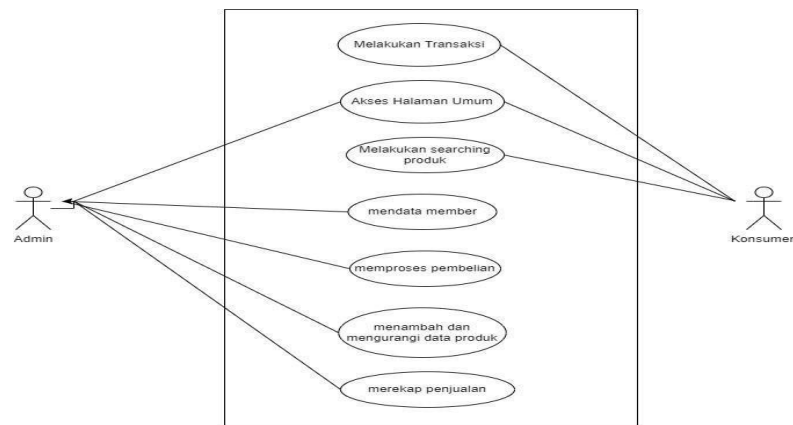 Melakukan Transaksi
Akses Halaman Umum
Melakukan searching
produk
mendata member
Admin
Konsumen
memproses pembelian
menambah dan
mengurangi data produk
merekap penjualan